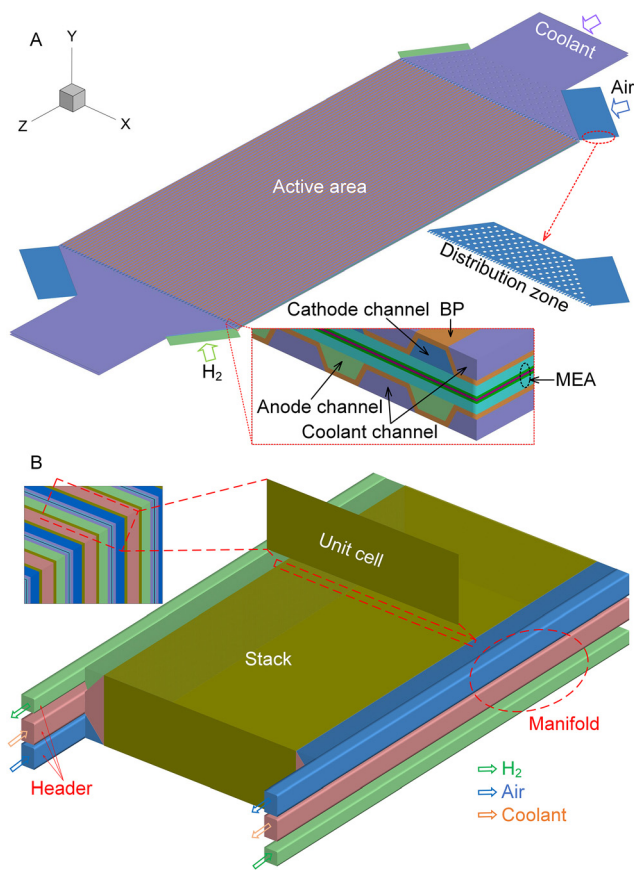 A
Y
Z
X
Coolant
Air
Active area
Distribution zone
Cathode channel
BP
H2
Anode channel
Coolant channel
MEA
B
Unit cell
Stack
Manifold
Header
H2
Air
Coolant